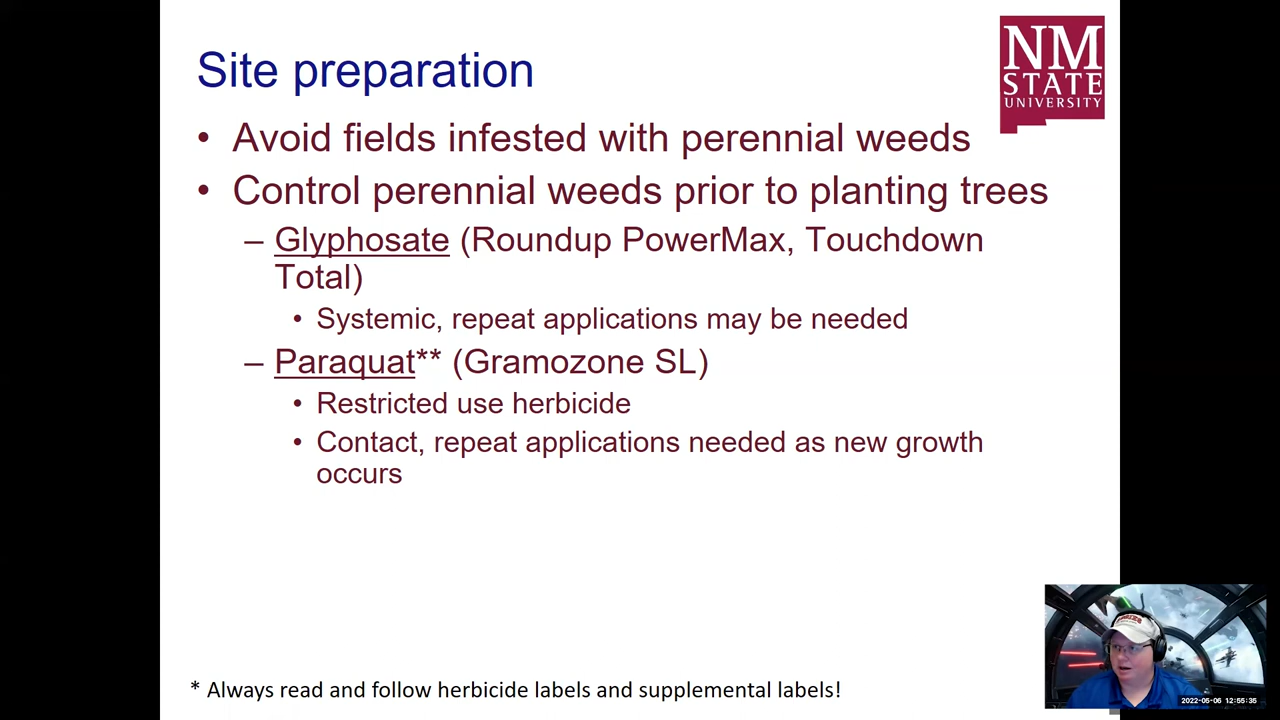 Site preparation
NM
STATE
UNIVERSITY
• Avoid fields infested with perennial weeds
• Control perennial weeds prior to planting trees
– Glyphosate (Roundup PowerMax, Touchdown
Total)
• Systemic, repeat applications may be needed
– Paraquat** (Gramozone SL)
• Restricted use herbicide
• Contact, repeat applications needed as new growth
occurs
* Always read and follow herbicide labels and supplemental labels!
2022-05-06 12:55:35